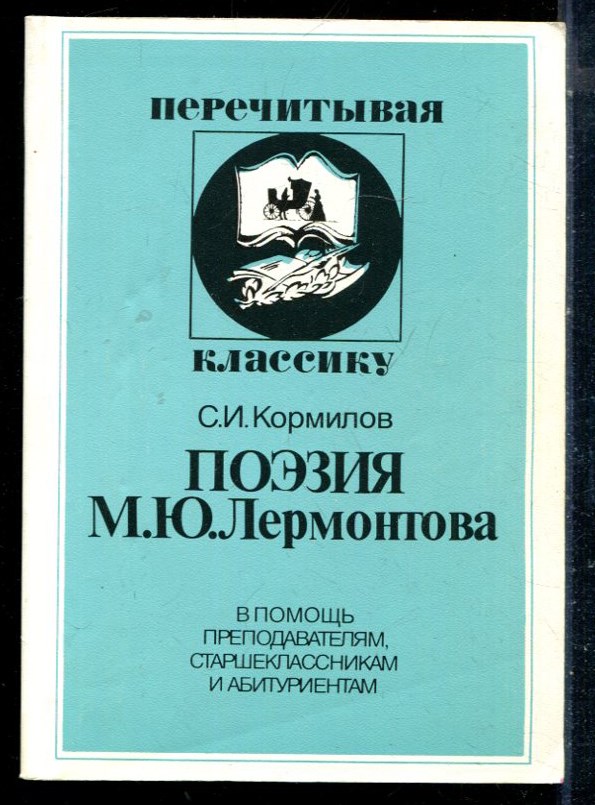 перечитывая
классику
С.И.Кормилов
ПОЭЗИЯ
М.Ю.Лермонтова
В ПОМОЩЬ
ПРЕПОДАВАТЕЛЯМ,
СТАРШЕКЛАССНИКАМ
И АБИТУРИЕНТАМ